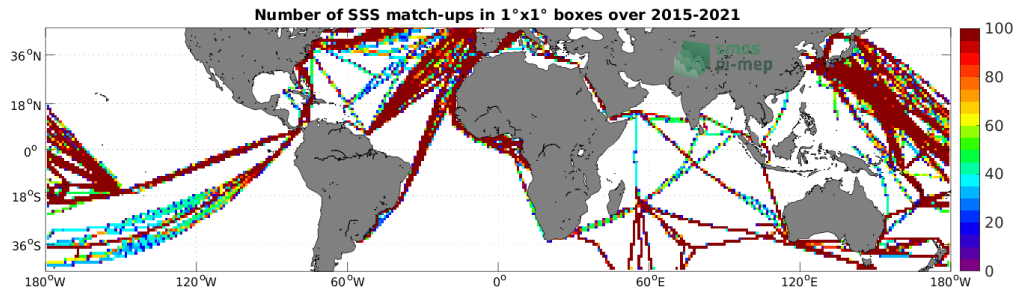 Number of SSS match-ups in 1°x1° boxes over 2015-2021
smos
pi-mep
36°N
18°N
0°
18°S
36°S
180°W
120°W
60°W
0°
60°E
120°E
180°W
100
80
60
40
20
0